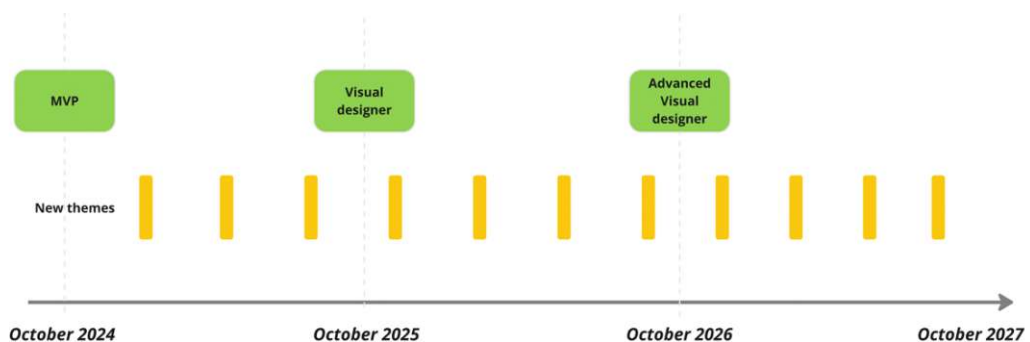 MVP
Visual
designer
Advanced
Visual
designer
New themes
October 2024
October 2025
October 2026
October 2027